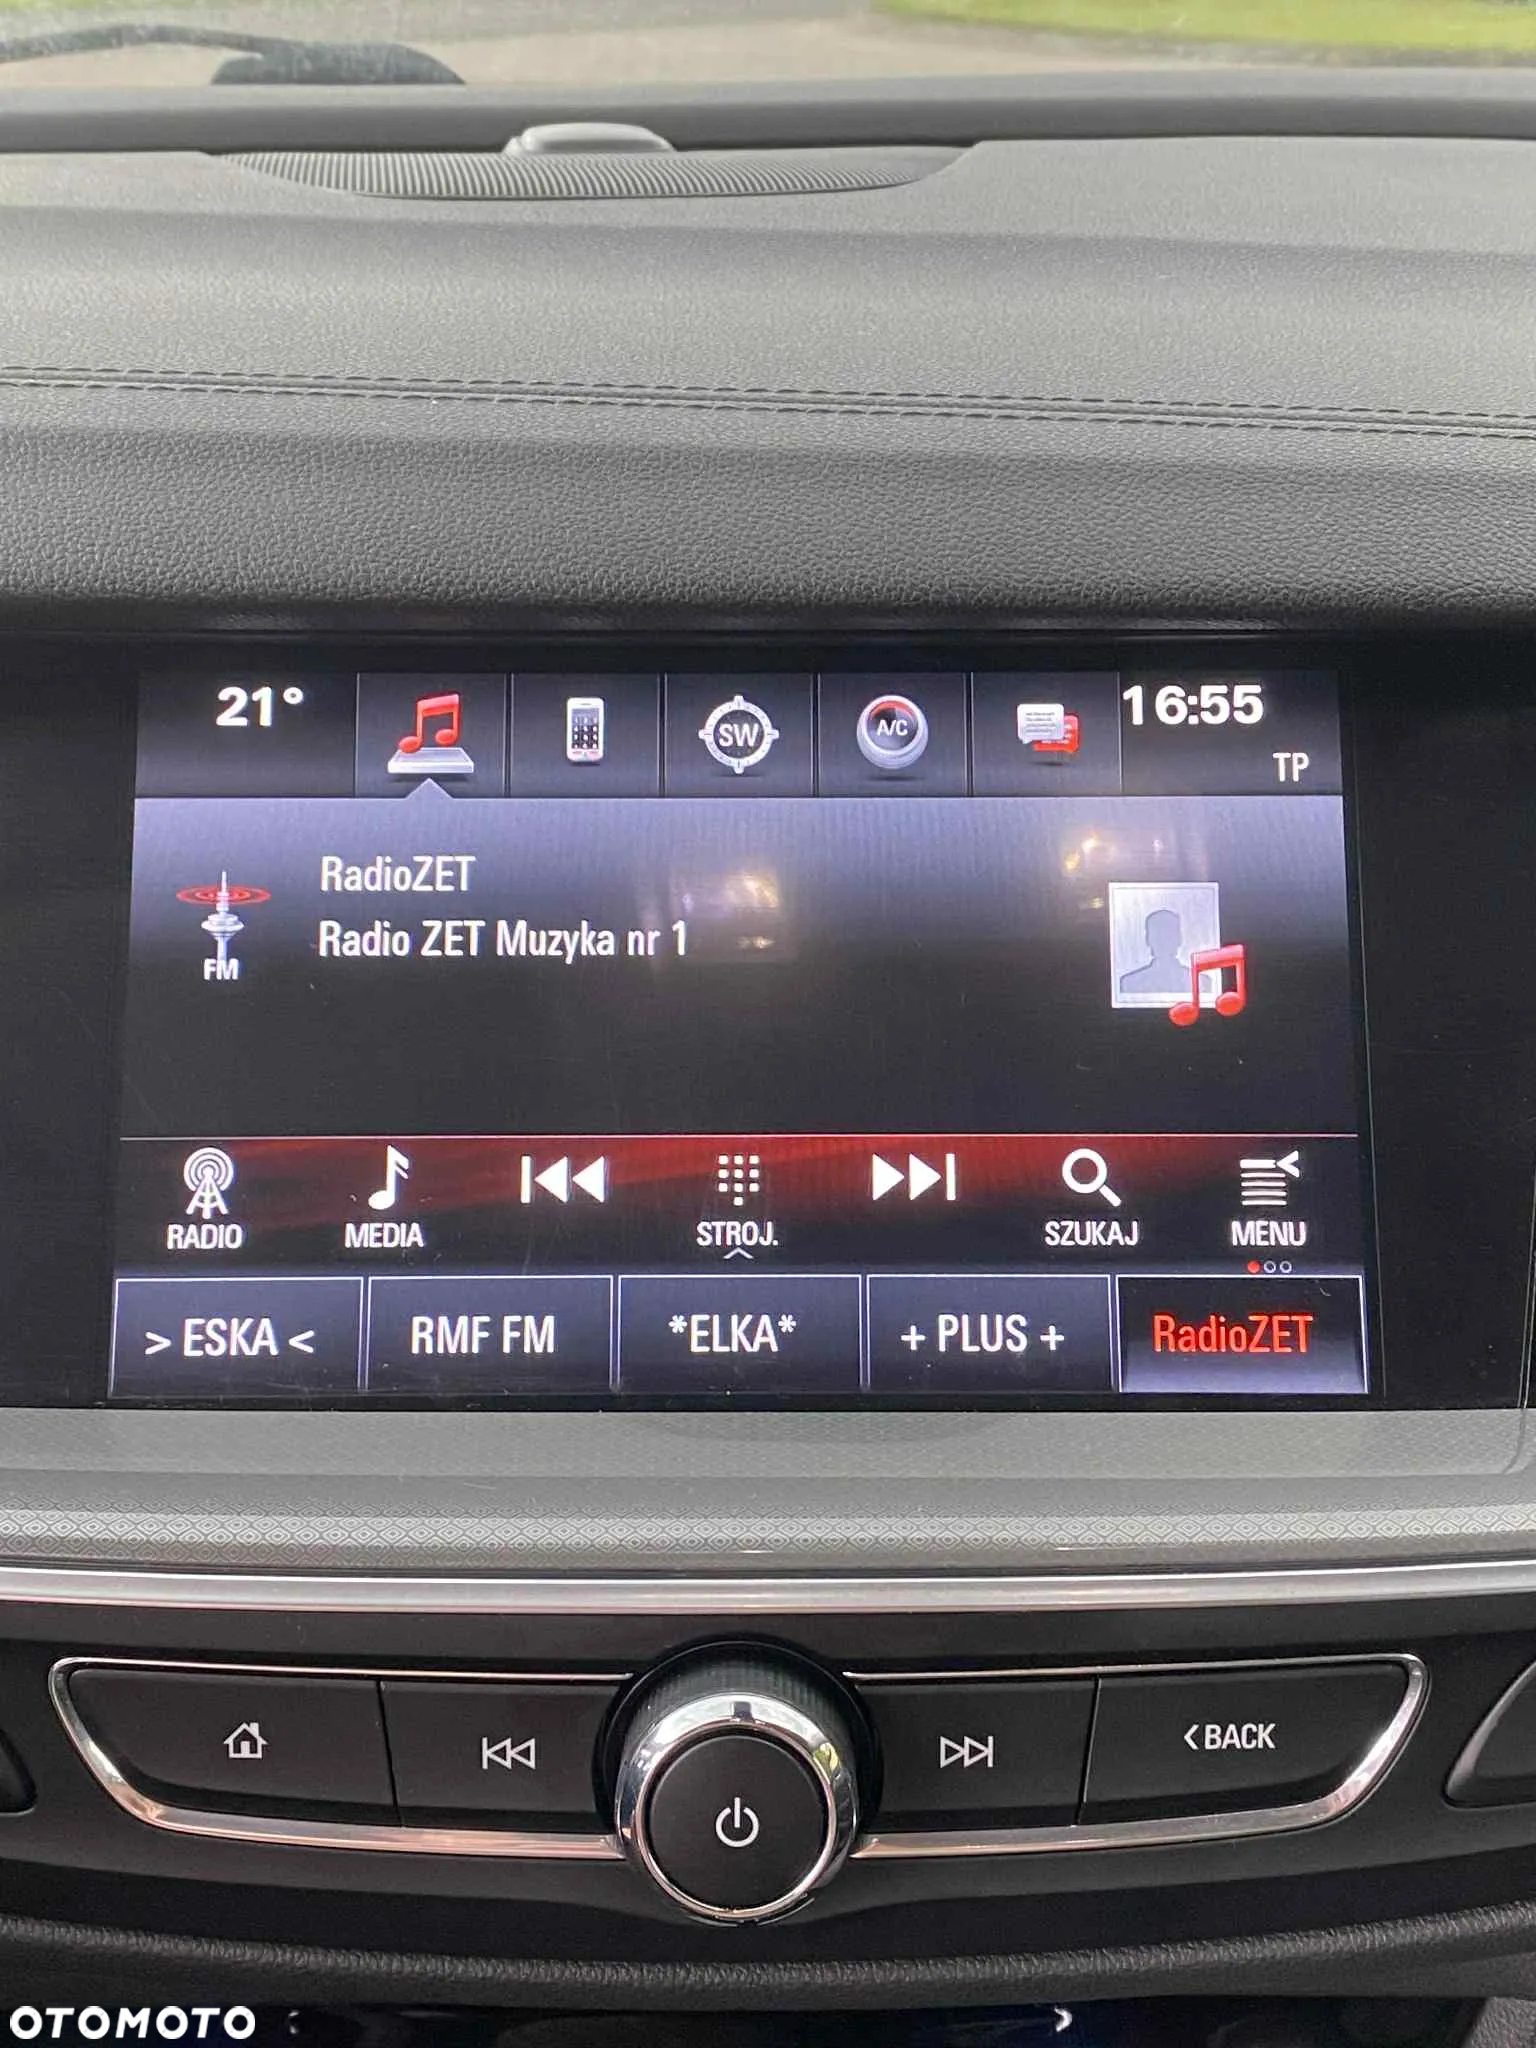 21°
SW
A/C
16:55
TP
RadioZET
Radio ZET Muzyka nr 1
FM
RADIO
MEDIA
STROJ.
SZUKAJ
MENU
> ESKA <
RMF FM
*ELKA*
+ PLUS +
RadioZET
<BACK
OTOMOTO